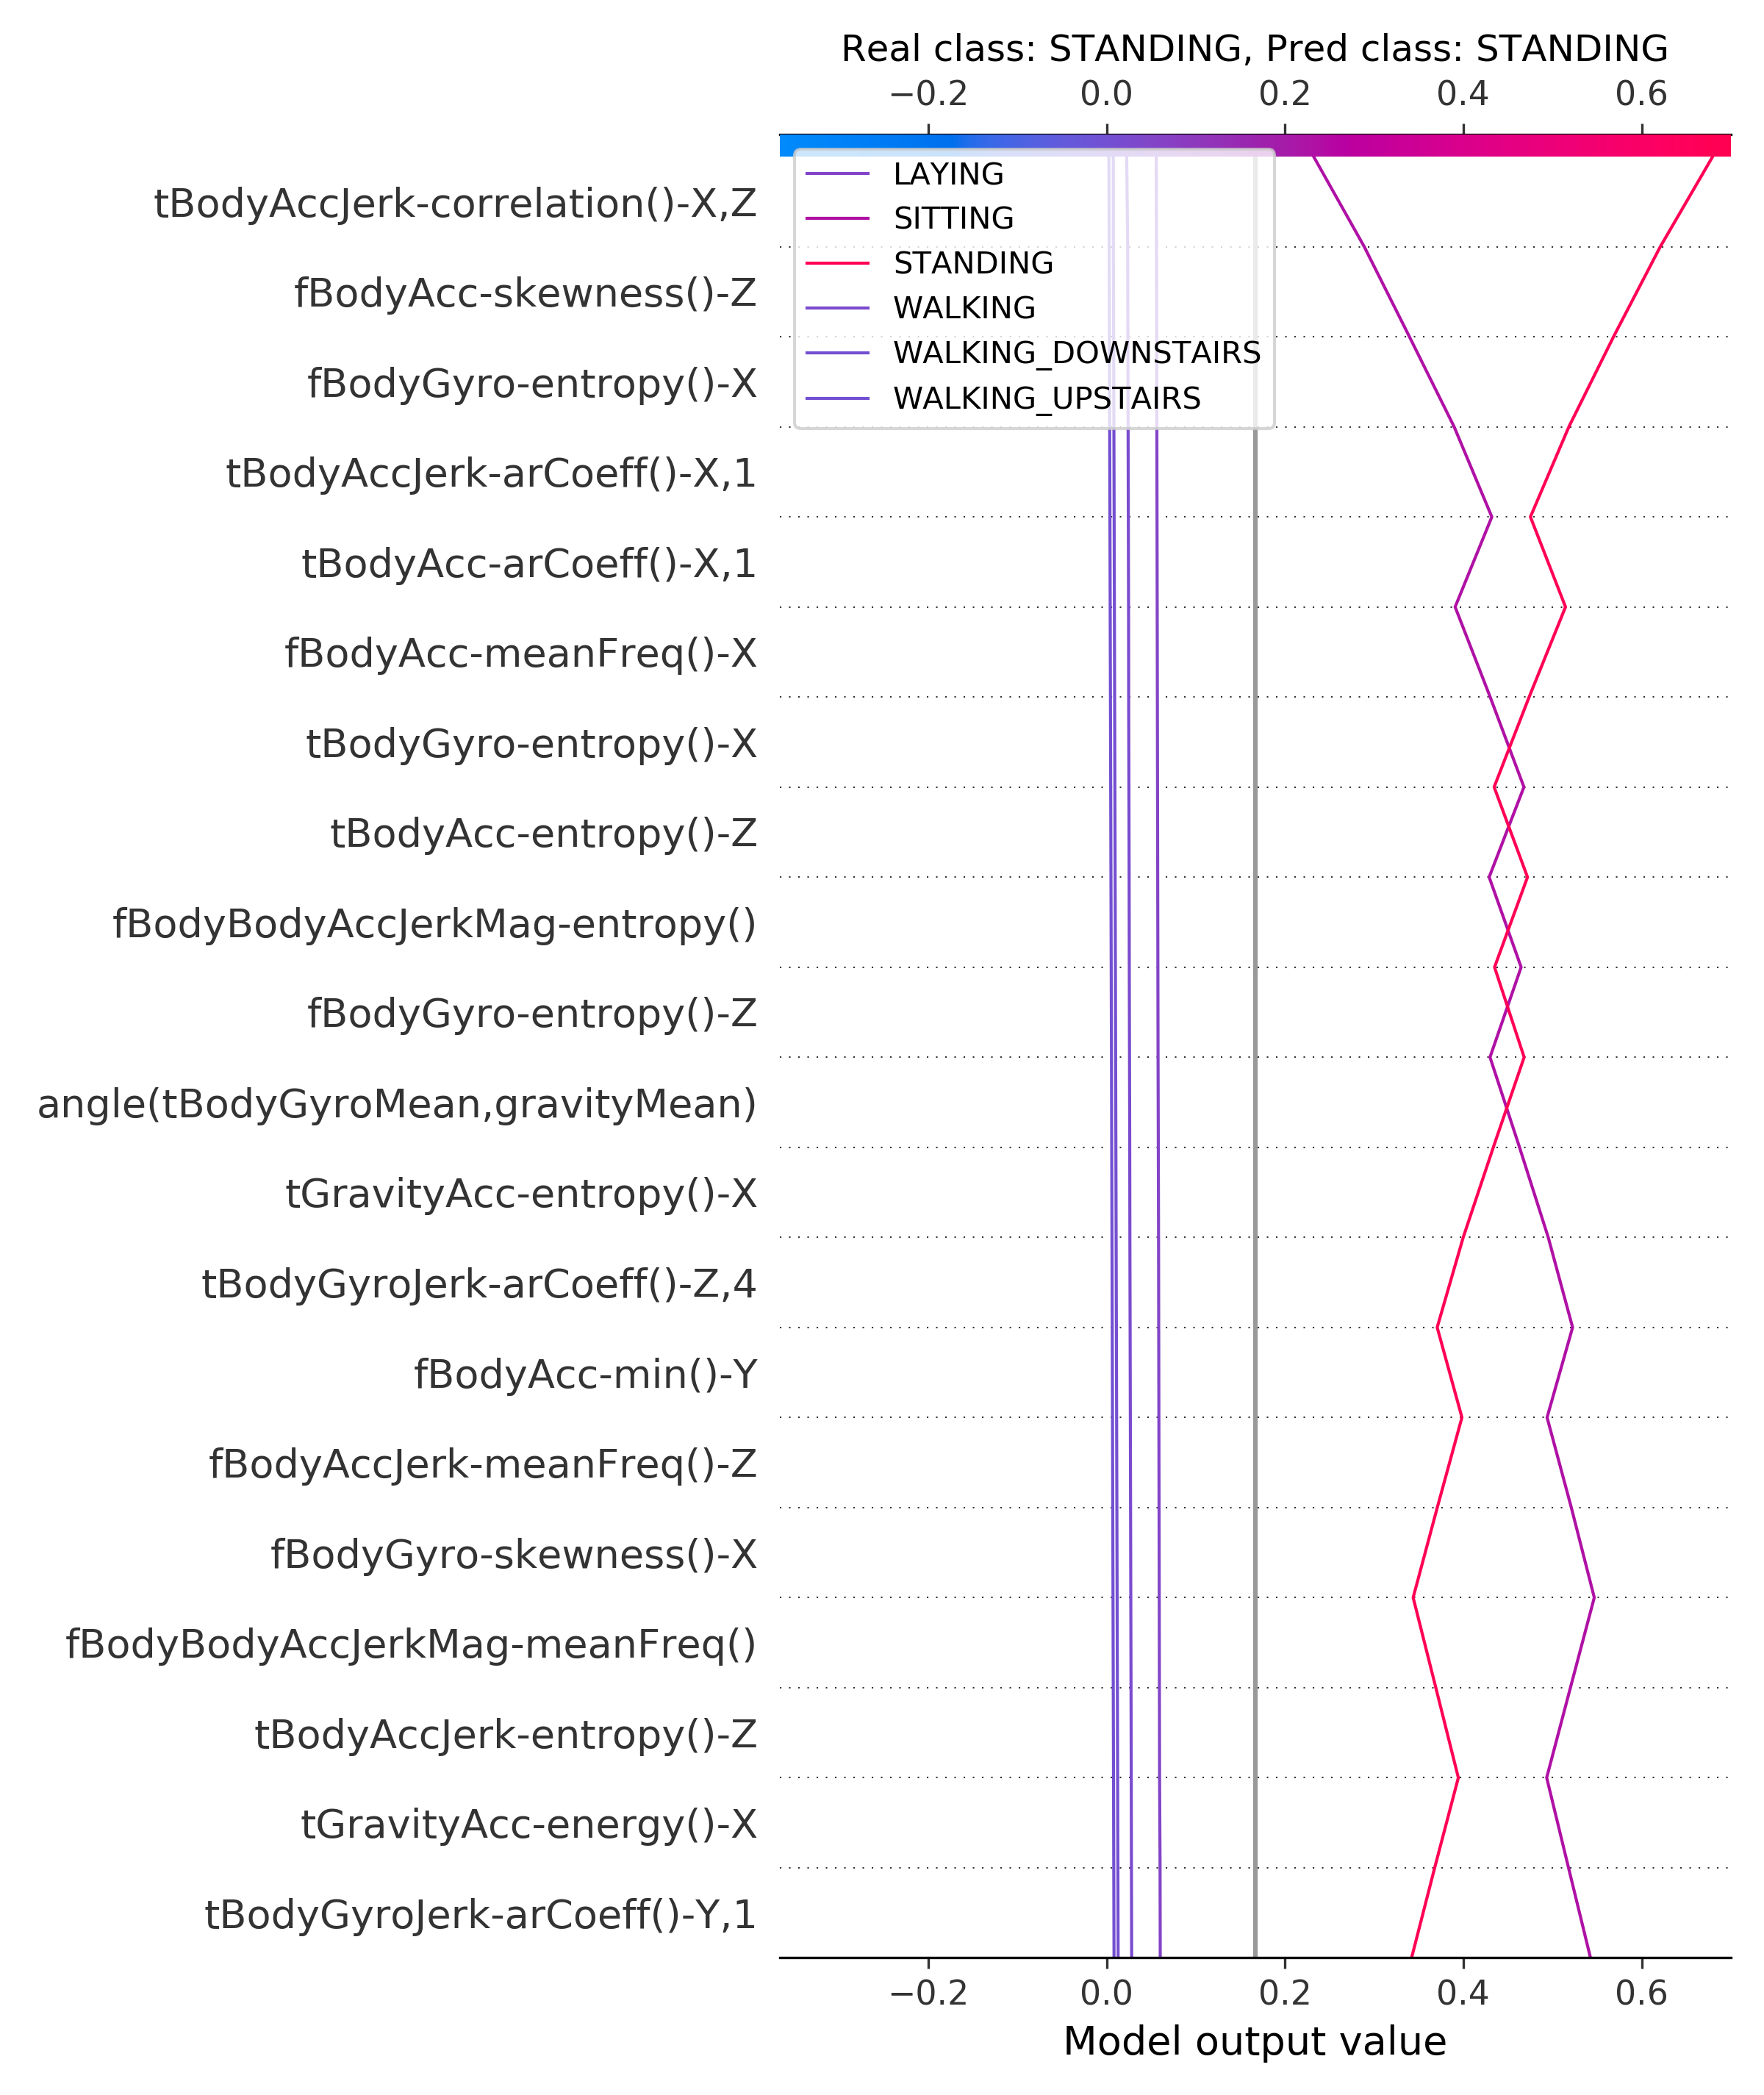 Real class: STANDING, Pred class: STANDING
−0.2 0.0 0.2 0.4 0.6
LAYING
SITTING
STANDING
WALKING
WALKING_DOWNSTAIRS
WALKING_UPSTAIRS
tBodyAccJerk-correlation()-X,Z
fBodyAcc-skewness()-Z
fBodyGyro-entropy()-X
tBodyAccJerk-arCoeff()-X,1
tBodyAcc-arCoeff()-X,1
fBodyAcc-meanFreq()-X
tBodyGyro-entropy()-X
tBodyAcc-entropy()-Z
fBodyBodyAccJerkMag-entropy()
fBodyGyro-entropy()-Z
angle(tBodyGyroMean,gravityMean)
tGravityAcc-entropy()-X
tBodyGyroJerk-arCoeff()-Z,4
fBodyAcc-min()-Y
fBodyAccJerk-meanFreq()-Z
fBodyGyro-skewness()-X
fBodyBodyAccJerkMag-meanFreq()
tBodyAccJerk-entropy()-Z
tGravityAcc-energy()-X
tBodyGyroJerk-arCoeff()-Y,1
−0.2 0.0 0.2 0.4 0.6
Model output value